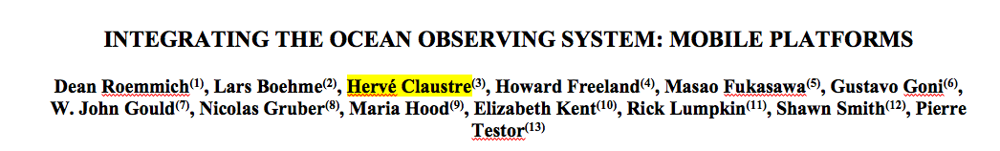 INTEGRATING THE OCEAN OBSERVING SYSTEM: MOBILE PLATFORMS
Dean Roemmich(1), Lars Boehme(2), Hervé Claustre(3), Howard Freeland(4), Masao Fukasawa(5), Gustavo Goni(6),
W. John Gould(7), Nicolas Gruber(8), Maria Hood(9), Elizabeth Kent(10), Rick Lumpkin(11), Shawn Smith(12), Pierre
Testor(13)